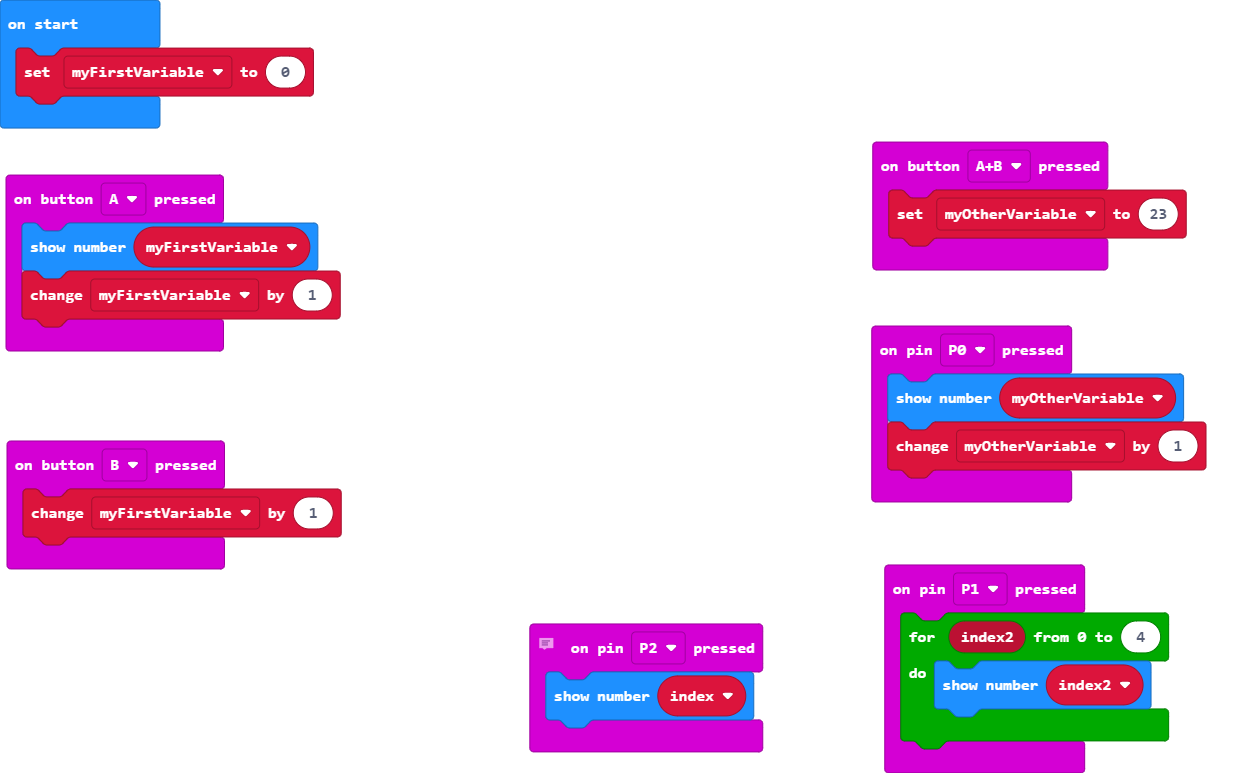 on start
set myFirstVariable to 0
on button A pressed
show number myFirstVariable
change myFirstVariable by 1
on button B pressed
change myFirstVariable by 1
on pin P2 pressed
show number index
on button A+B pressed
set myOtherVariable to 23
on pin P0 pressed
show number myOtherVariable
change myOtherVariable by 1
on pin P1 pressed
for index2 from 0 to 4
do show number index2